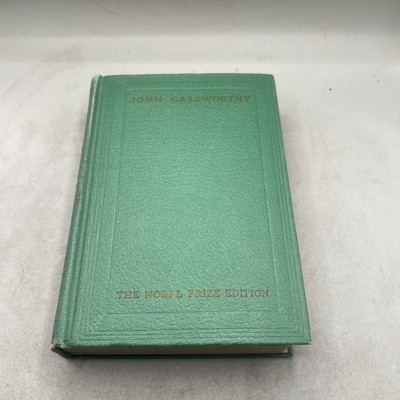 JOHN GALSWORTHY
THE NOBEL PRIZE EDITION